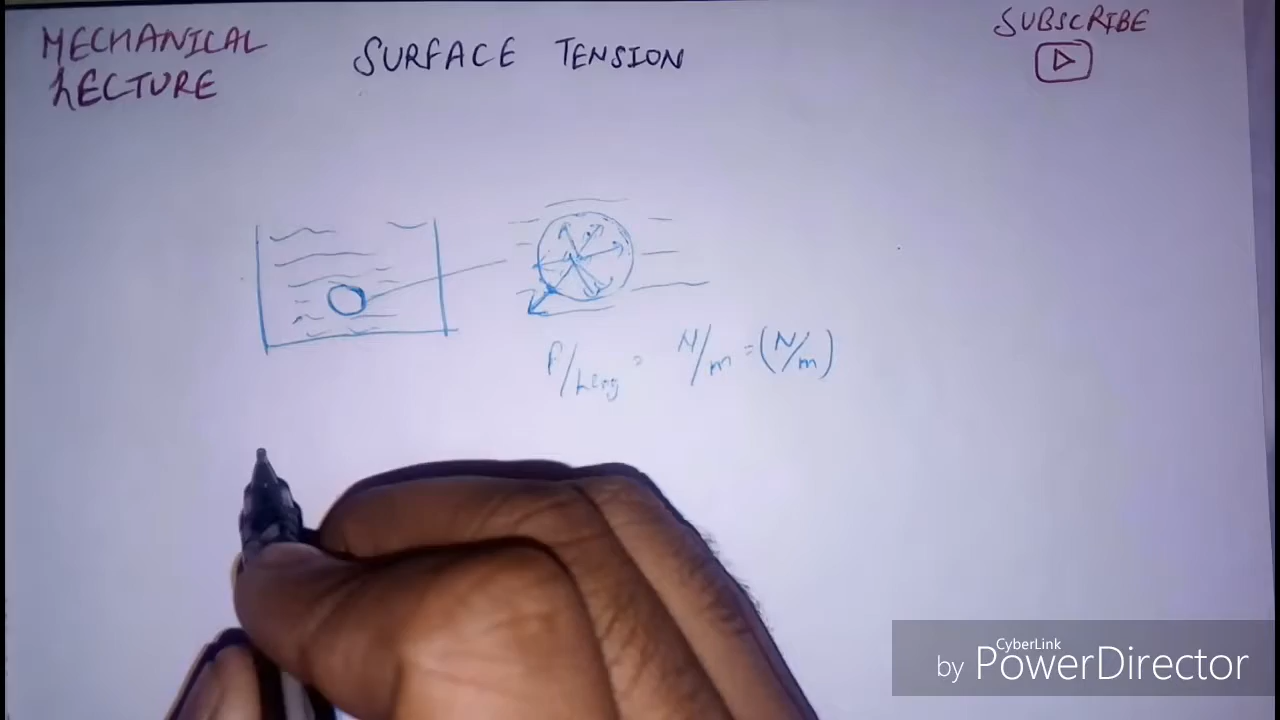 MECHANICAL
LECTURE
SURFACE TENSION
SUBSCRIBE
F/Leng = N/m = (N/m)
CyberLink
by PowerDirector